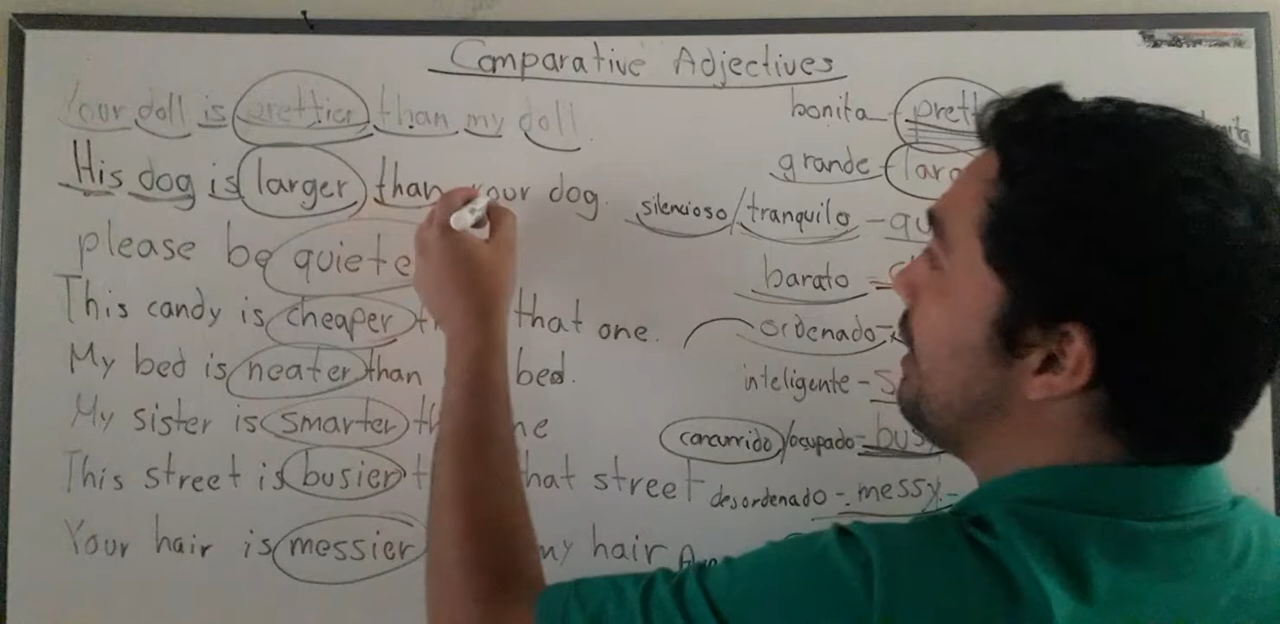 Comparative Adjectives
Your doll is prettier than my doll.
His dog is larger than your dog.
please be quiete
This candy is cheaper that one.
My bed is neater than bed.
My sister is smarter
This street is busier that street
Your hair is messier my hair
bonita - prett
grande - larg
silencioso/tranquilo - qu
barato =
ordenado -
inteligente - S
concurrido/ocupado - bus
desordenado - messy -